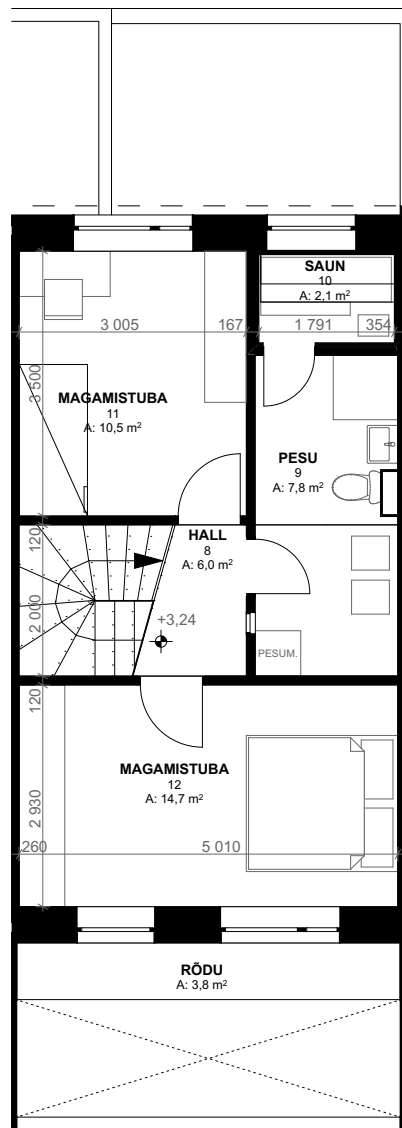 SAUN
10
A: 2,1 m²
3 005
167
1 791
354
3 500
MAGAMISTUBA
11
A: 10,5 m²
PESU
9
A: 7,8 m²
120
HALL
8
A: 6,0 m²
2 000
+3,24
PESUM.
120
MAGAMISTUBA
12
A: 14,7 m²
2 930
260
5 010
RÕDU
A: 3,8 m²